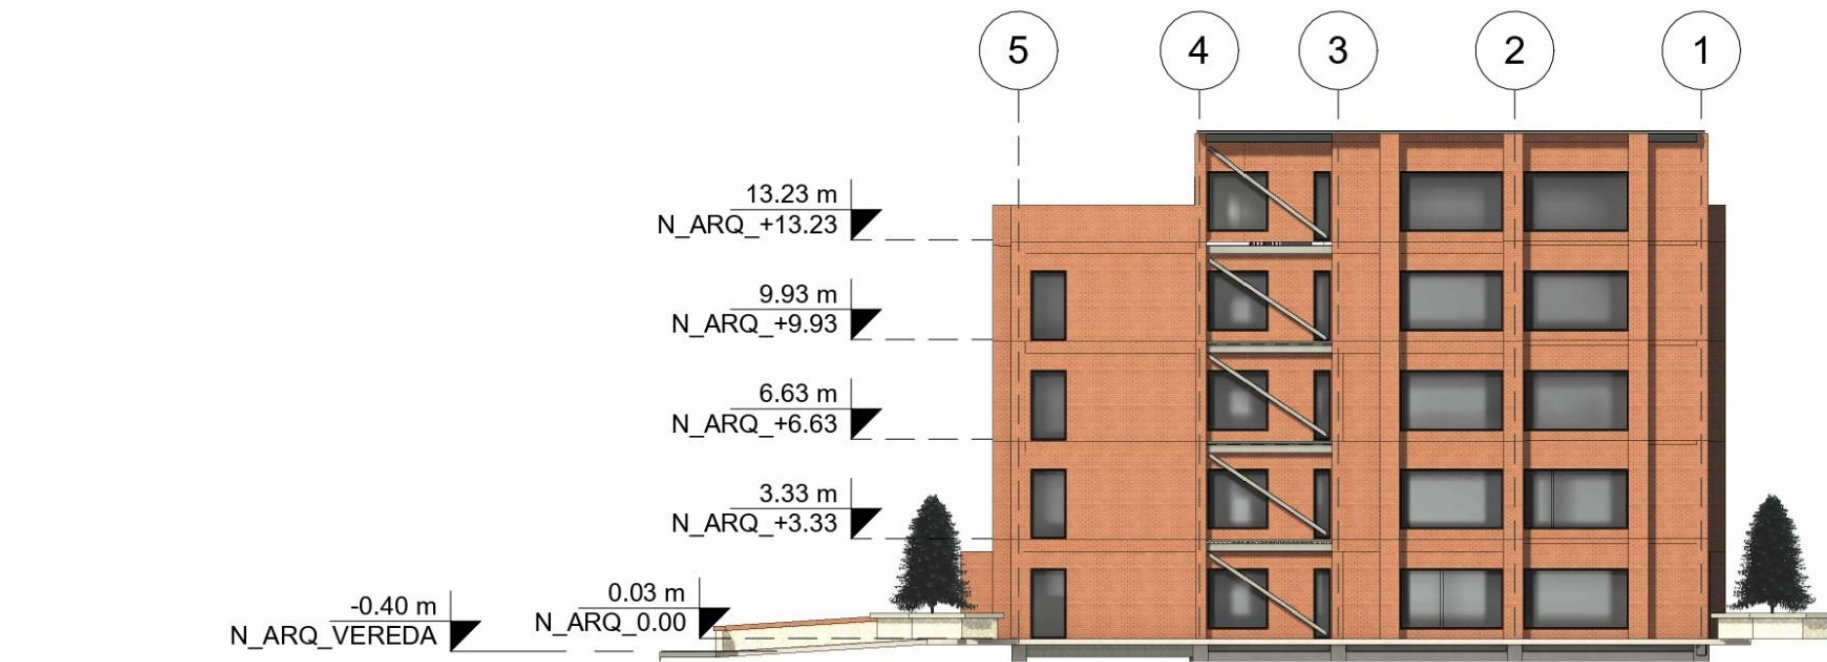 5 4 3 2 1
13.23 m
N_ARQ_+13.23
9.93 m
N_ARQ_+9.93
6.63 m
N_ARQ_+6.63
3.33 m
N_ARQ_+3.33
0.03 m
N_ARQ_0.00
-0.40 m
N_ARQ_VEREDA